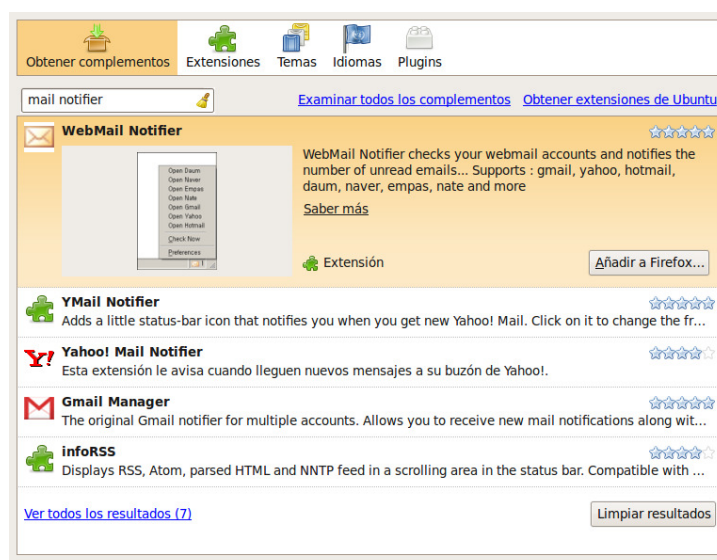 Obtener complementos Extensiones Temas Idiomas Plugins
mail notifier
Examinar todos los complementos Obtener extensiones de Ubuntu
WebMail Notifier
Open Daum
Open Naver
Open Empas
Open Nate
Open Gmail
Open Yahoo
Open Hotmail
Check Now
Preferences
WebMail Notifier checks your webmail accounts and notifies the
number of unread emails... Supports : gmail, yahoo, hotmail,
daum, naver, empas, nate and more
Saber más
Extensión
Añadir a Firefox...
YMail Notifier
Adds a little status-bar icon that notifies you when you get new Yahoo! Mail. Click on it to change the fr...
Y!
Yahoo! Mail Notifier
Esta extensión le avisa cuando lleguen nuevos mensajes a su buzón de Yahoo!.
Gmail Manager
The original Gmail notifier for multiple accounts. Allows you to receive new mail notifications along wit...
infoRSS
Displays RSS, Atom, parsed HTML and NNTP feed in a scrolling area in the status bar. Compatible with ...
Ver todos los resultados (7)
Limpiar resultados